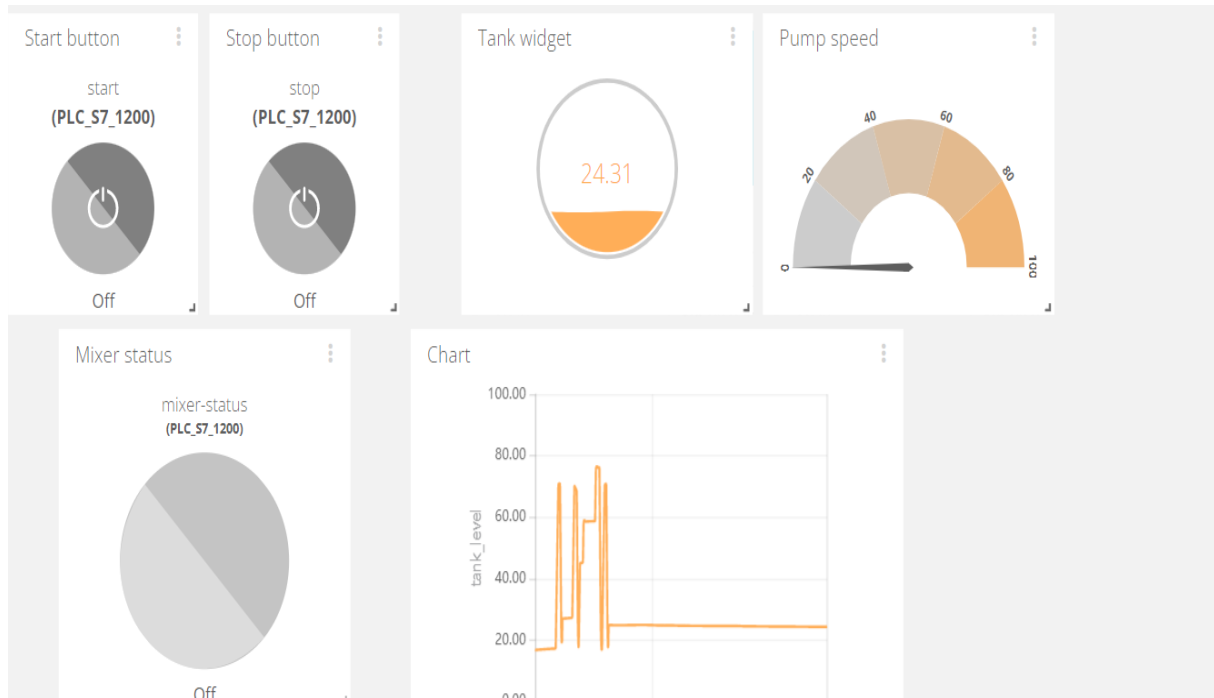 Start button
start
(PLC_S7_1200)
Off
Stop button
stop
(PLC_S7_1200)
Off
Tank widget
24.31
Pump speed
0
20
40
60
80
100
Mixer status
mixer-status
(PLC_S7_1200)
Off
Chart
tank_level
100.00
80.00
60.00
40.00
20.00
0.00